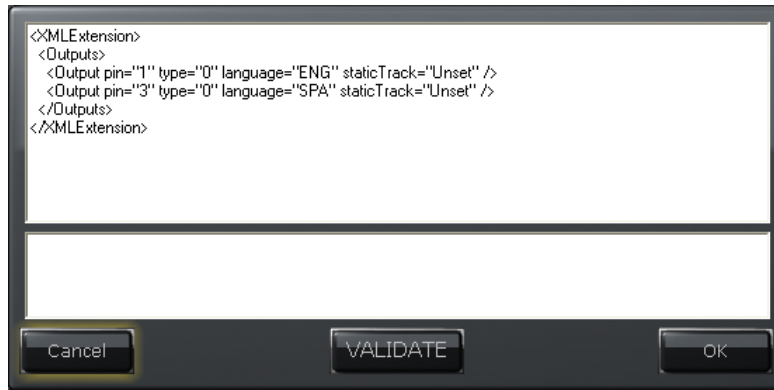 <XMLExtension>
<Outputs>
<Output pin="1" type="0" language="ENG" staticTrack="Unset" />
<Output pin="3" type="0" language="SPA" staticTrack="Unset" />
</Outputs>
</XMLExtension>
Cancel VALIDATE OK